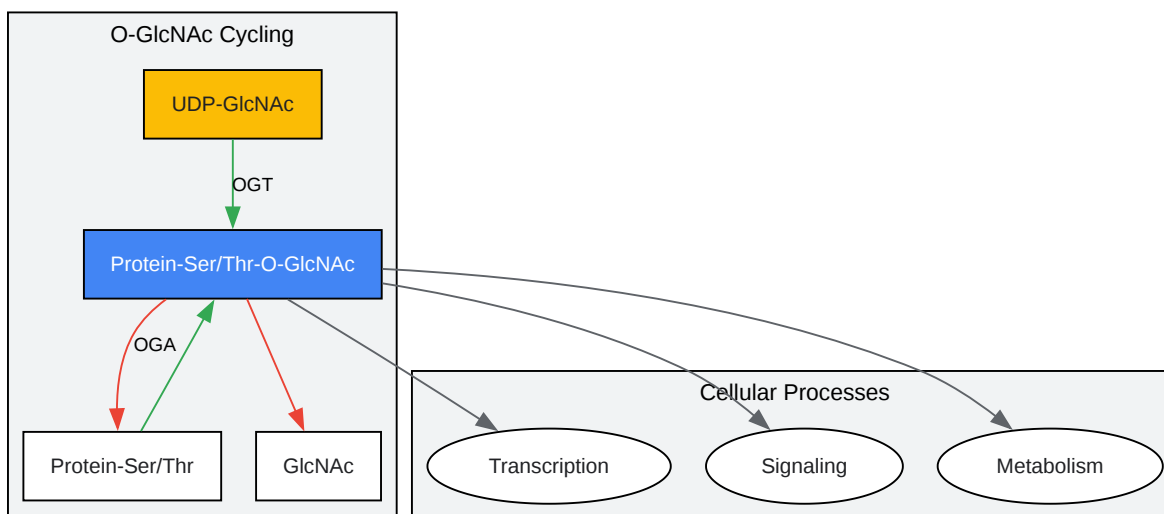 O-GlcNAc Cycling
UDP-GlcNAc
OGT
Protein-Ser/Thr-O-GlcNAc
OGA
Protein-Ser/Thr
GlcNAc
Cellular Processes
Transcription
Signaling
Metabolism